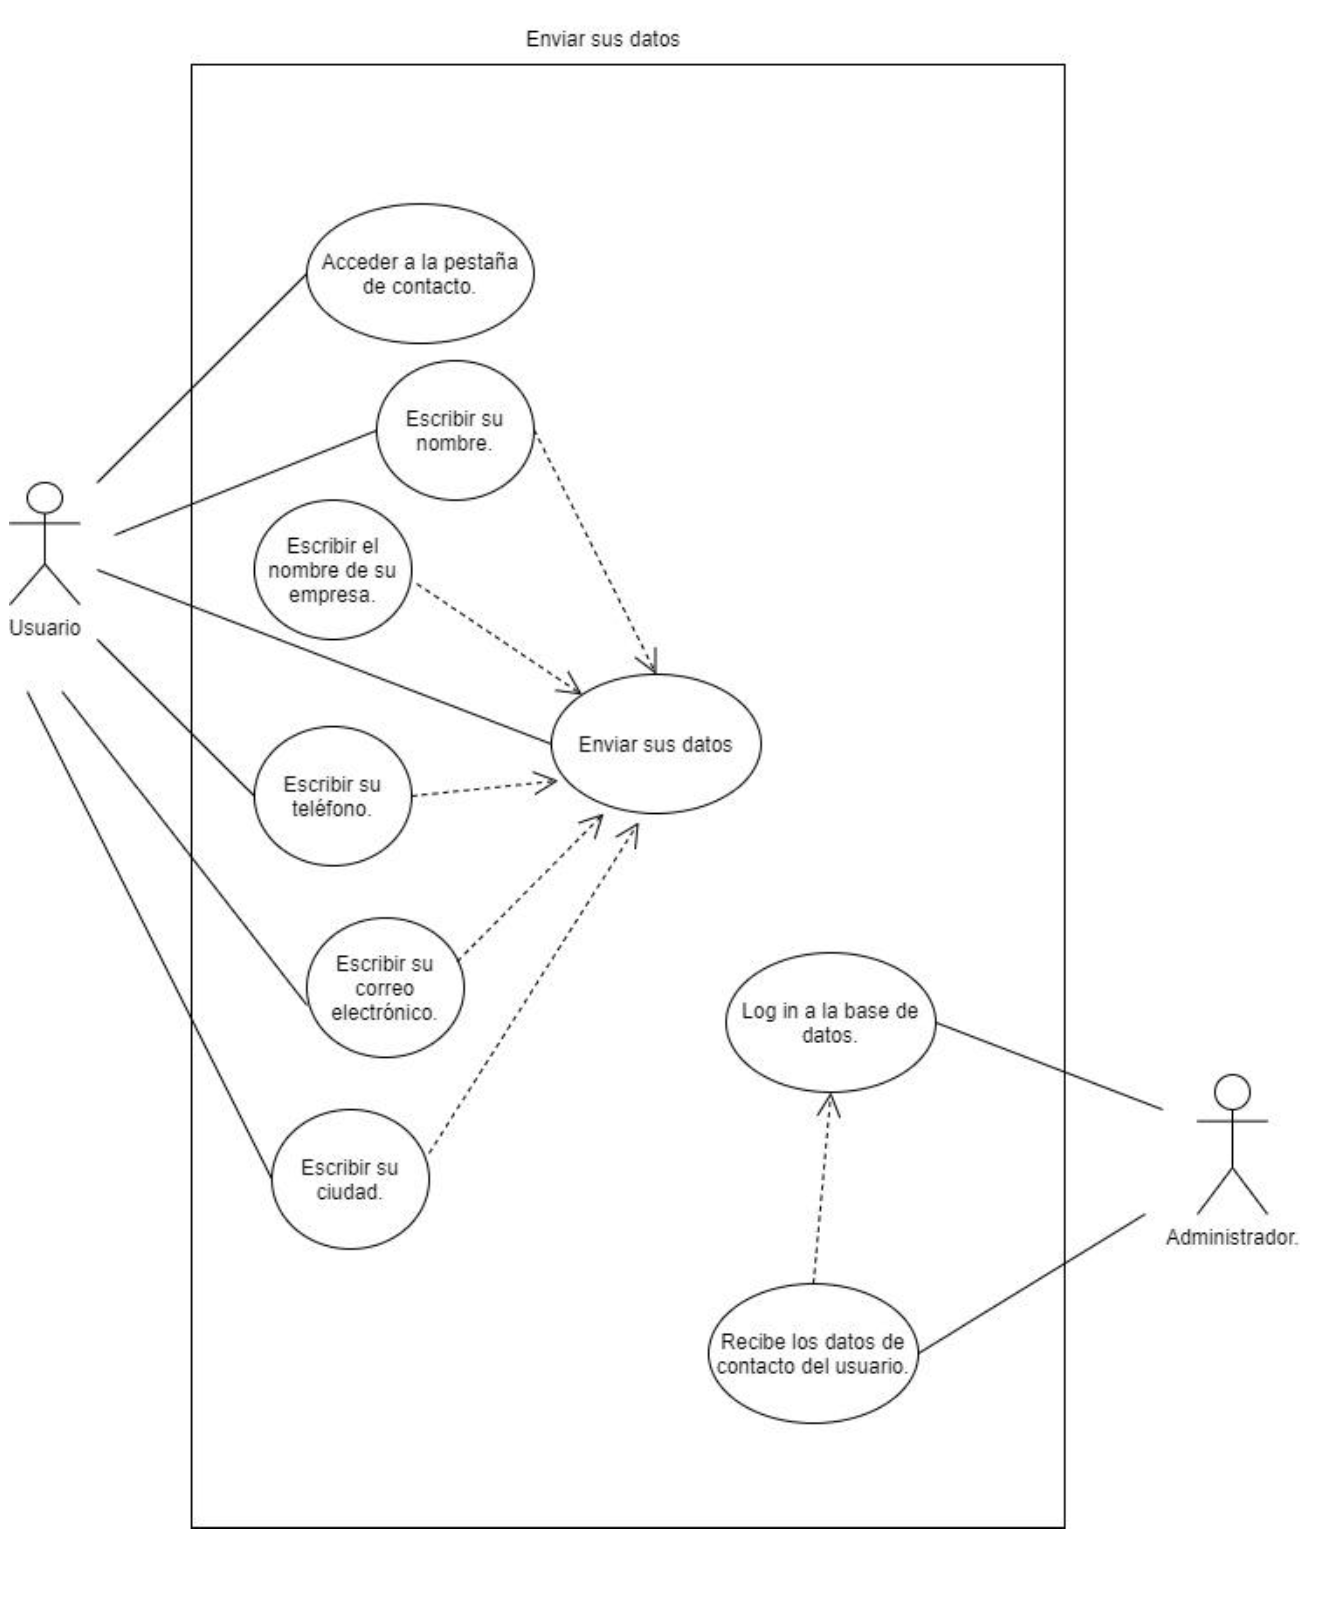 Enviar sus datos
Acceder a la pestaña
de contacto.
Escribir su
nombre.
Escribir el
nombre de su
empresa.
Usuario
Enviar sus datos
Escribir su
teléfono.
Escribir su
correo
electrónico.
Log in a la base de
datos.
Escribir su
ciudad.
Administrador.
Recibe los datos de
contacto del usuario.